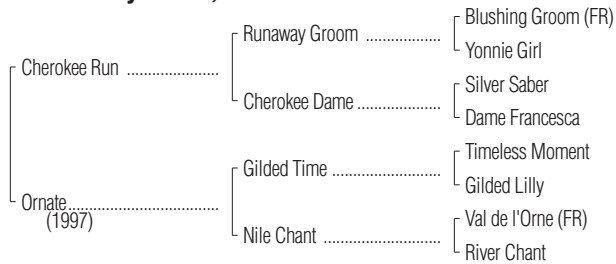 Blushing Groom (FR)
Runaway Groom ..................
Yonnie Girl
Cherokee Run ......................
Silver Saber
Cherokee Dame ....................
Dame Francesca
Timeless Moment
Gilded Time ..........................
Gilded Lilly
Ornate....................................
(1997)
Val de l'Orne (FR)
Nile Chant ............................
River Chant